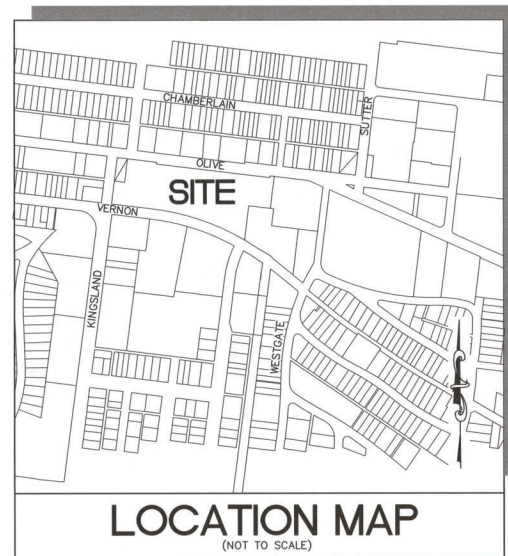 CHAMBERLAIN
SUTTER
OLIVE
SITE
VERNON
KINGSLAND
WESTGATE
LOCATION MAP
(NOT TO SCALE)